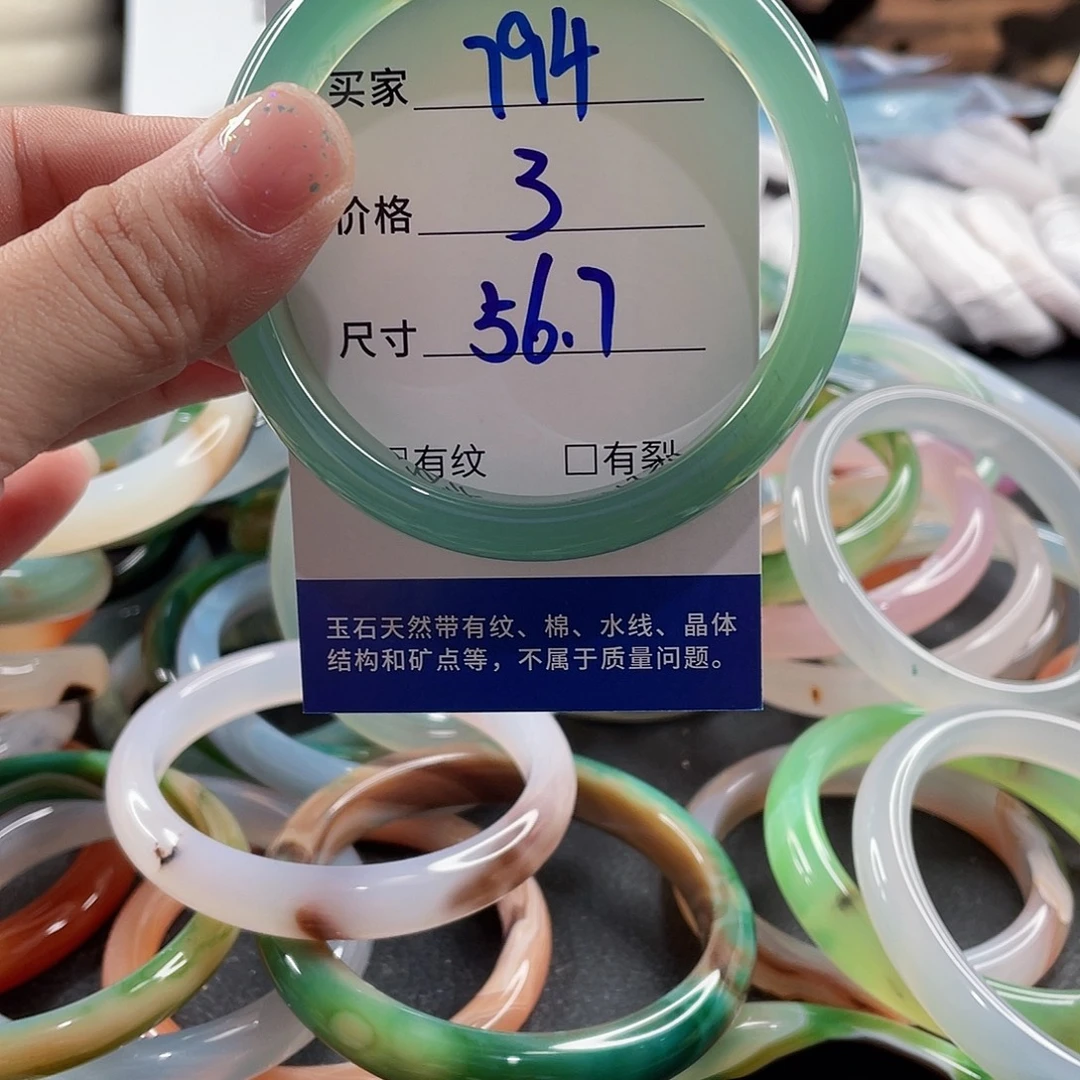 买家 794
价格 3
尺寸 56.7
□有纹 □有裂
玉石天然带有纹、棉、水线、晶体
结构和矿点等，不属于质量问题。